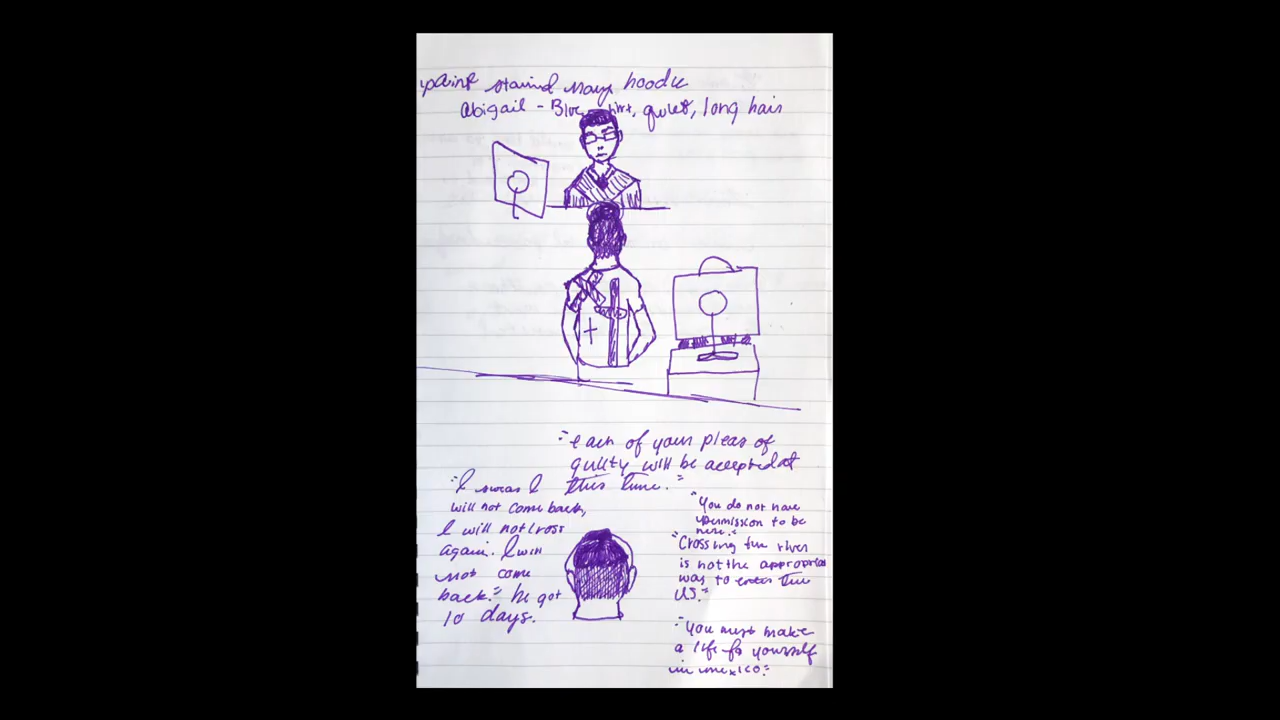 paint stained navy hoodie
Abigail - Blue shirt, quiet, long hair
"each of your pleas of
guilty will be accepted at
this time."
"I swear I
will not come back,
I will not cross
again. I will
not come
back." he got
10 days.
"You do not have
permission to be
here."
"Crossing the river
is not the appropriate
way to enter the
US."
"You must make
a life for yourself
in mexico."